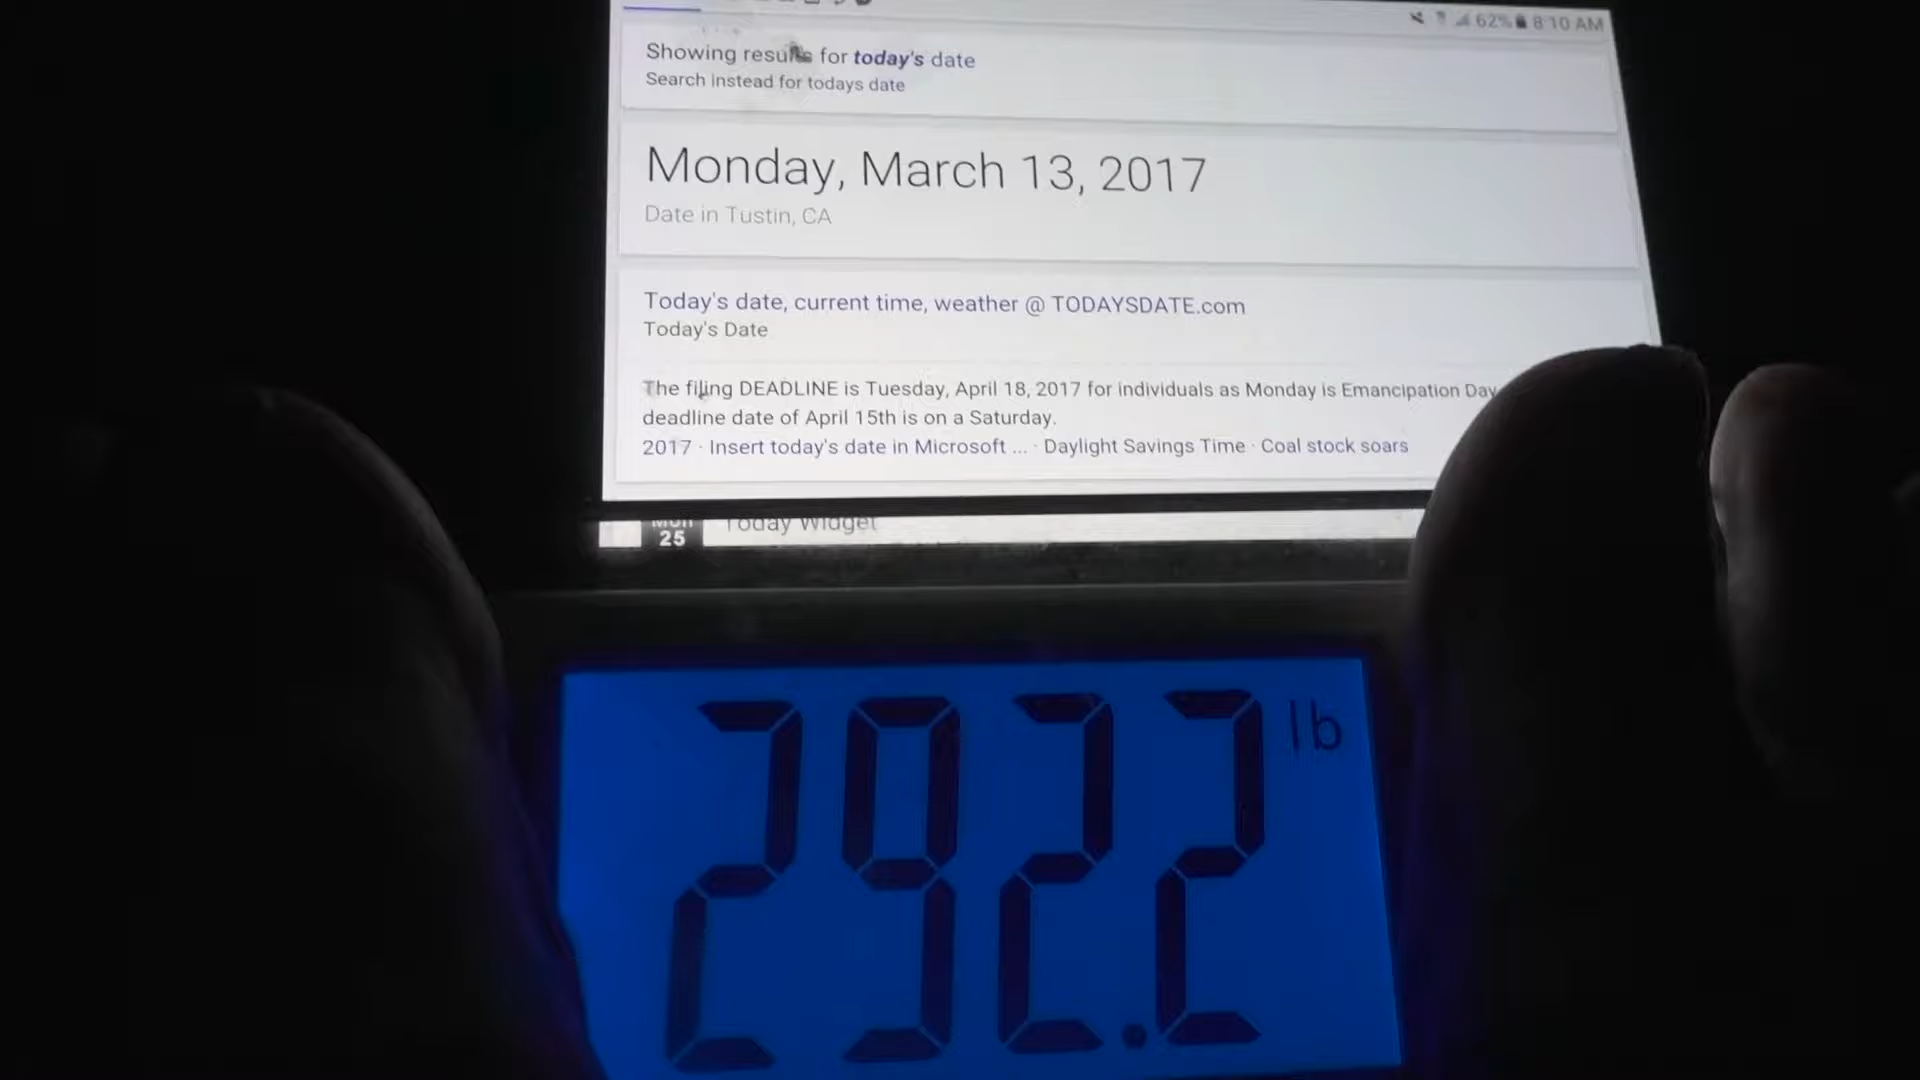 62% 8:10 AM
Showing results for today's date
Search instead for todays date
Monday, March 13, 2017
Date in Tustin, CA
Today's date, current time, weather @ TODAYSDATE.com
Today's Date
The filing DEADLINE is Tuesday, April 18, 2017 for individuals as Monday is Emancipation Day
deadline date of April 15th is on a Saturday.
2017 · Insert today's date in Microsoft ... · Daylight Savings Time · Coal stock soars
MON
25
Today Widget
292.2 lb